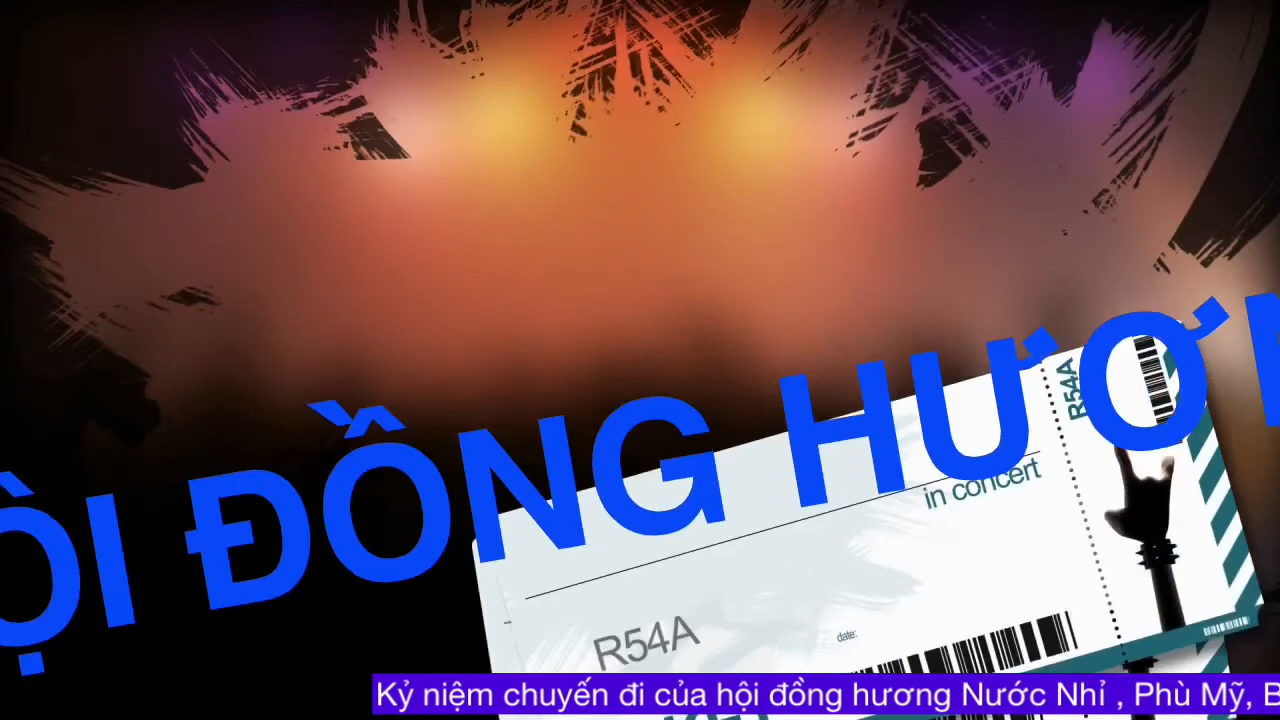 ỘI ĐỒNG HƯƠN
R54A
in concert
R54A
date:
Kỷ niệm chuyến đi của hội đồng hương Nước Nhỉ , Phù Mỹ, B